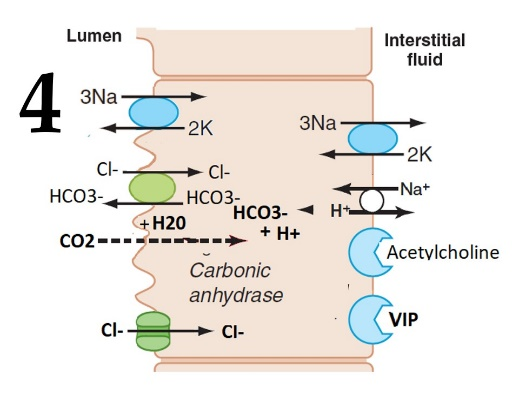 Lumen
Interstitial
fluid
4
3Na
2K
3Na
2K
Cl-
Cl-
HCO3-
HCO3-
Na+
H+
HCO3-
+ H+
+ H20
CO2
Carbonic
anhydrase
Acetylcholine
VIP
Cl-
Cl-